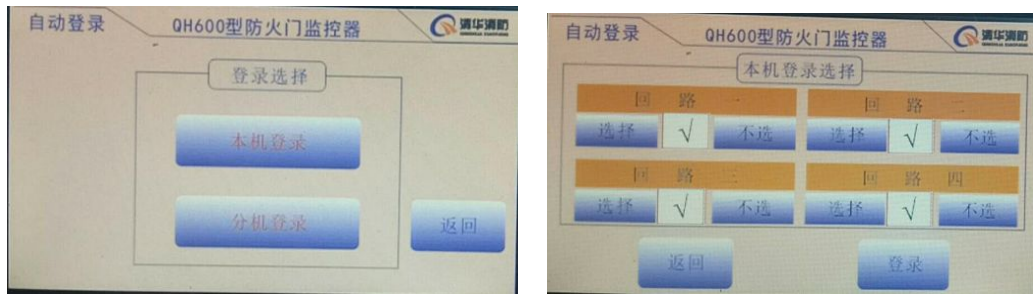 自动登录
QH600型防火门监控器
清华消防
登录选择
本机登录
分机登录
返回
自动登录
QH600型防火门监控器
清华消防
本机登录选择
回 路 一
回 路 二
选择 √ 不选
选择 √ 不选
回 路 三
回 路 四
选择 √ 不选
选择 √ 不选
返回
登录